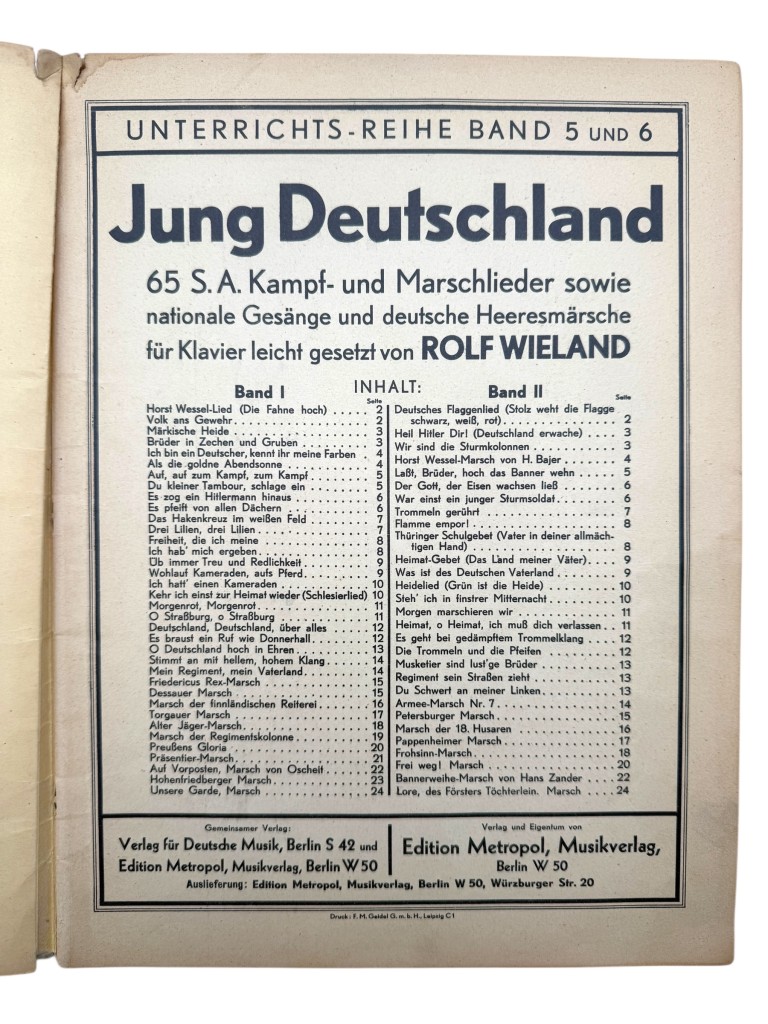 UNTERRICHTS-REIHE BAND 5 UND 6
Jung Deutschland
65 S. A. Kampf- und Marschlieder sowie
nationale Gesänge und deutsche Heeresmärsche
für Klavier leicht gesetzt von ROLF WIELAND
INHALT:
Band I
Seite
Horst Wessel-Lied (Die Fahne hoch) ..... 2
Volk ans Gewehr ..... 2
Märkische Heide ..... 3
Brüder in Zechen und Gruben ..... 3
Ich bin ein Deutscher, kennt ihr meine Farben . 4
Als die goldne Abendsonne ..... 4
Auf, auf zum Kampf, zum Kampf ..... 5
Du kleiner Tambour, schlage ein ..... 5
Es zog ein Hitlermann hinaus ..... 6
Es pfeift von allen Dächern ..... 6
Das Hakenkreuz im weißen Feld ..... 7
Drei Lilien, drei Lilien ..... 7
Freiheit, die ich meine ..... 8
Ich hab' mich ergeben ..... 8
Üb immer Treu und Redlichkeit ..... 9
Wohlauf Kameraden, aufs Pferd ..... 9
Ich hatt' einen Kameraden ..... 10
Kehr ich einst zur Heimat wieder (Schlesierlied) 10
Morgenrot, Morgenrot ..... 11
O Straßburg, o Straßburg ..... 11
Deutschland, Deutschland, über alles ..... 12
Es braust ein Ruf wie Donnerhall ..... 12
O Deutschland hoch in Ehren ..... 13
Stimmt an mit hellem, hohem Klang ..... 14
Mein Regiment, mein Vaterland ..... 14
Friedericus Rex-Marsch ..... 15
Dessauer Marsch ..... 15
Marsch der finnländischen Reiterei ..... 16
Torgauer Marsch ..... 17
Alter Jäger-Marsch ..... 18
Marsch der Regimentskolonne ..... 19
Preußens Gloria ..... 20
Präsentier-Marsch ..... 21
Auf Vorposten, Marsch von Oscheit ..... 22
Hohenfriedberger Marsch ..... 23
Unsere Garde, Marsch ..... 24
Band II
Seite
Deutsches Flaggenlied (Stolz weht die Flagge
schwarz, weiß, rot) ..... 2
Heil Hitler Dir! (Deutschland erwache) .... 3
Wir sind die Sturmkolonnen ..... 3
Horst Wessel-Marsch von H. Bajer ..... 4
Laßt, Brüder, hoch das Banner wehn ..... 5
Der Gott, der Eisen wachsen ließ ..... 6
War einst ein junger Sturmsoldat ..... 6
Trommeln gerührt ..... 7
Flamme empor! ..... 8
Thüringer Schulgebet (Vater in deiner allmäch-
tigen Hand) ..... 8
Heimat-Gebet (Das Land meiner Väter) .. 9
Was ist des Deutschen Vaterland ..... 9
Heidelied (Grün ist die Heide) ..... 10
Steh' ich in finstrer Mitternacht ..... 10
Morgen marschieren wir ..... 11
Heimat, o Heimat, ich muß dich verlassen .. 11
Es geht bei gedämpftem Trommelklang .... 12
Die Trommeln und die Pfeifen ..... 12
Musketier sind lust'ge Brüder ..... 13
Regiment sein Straßen zieht ..... 13
Du Schwert an meiner Linken ..... 13
Armee-Marsch Nr. 7 ..... 14
Petersburger Marsch ..... 15
Marsch der 18. Husaren ..... 16
Pappenheimer Marsch ..... 17
Frohsinn-Marsch ..... 18
Frei weg! Marsch ..... 20
Bannerweihe-Marsch von Hans Zander .... 22
Lore, des Försters Töchterlein. Marsch .... 24
Gemeinsamer Verlag:
Verlag für Deutsche Musik, Berlin S 42 und
Edition Metropol, Musikverlag, Berlin W 50
Verlag und Eigentum von
Edition Metropol, Musikverlag,
Berlin W 50
Auslieferung: Edition Metropol, Musikverlag, Berlin W 50, Würzburger Str. 20
Druck: F. M. Geidel G. m. b. H., Leipzig C 1